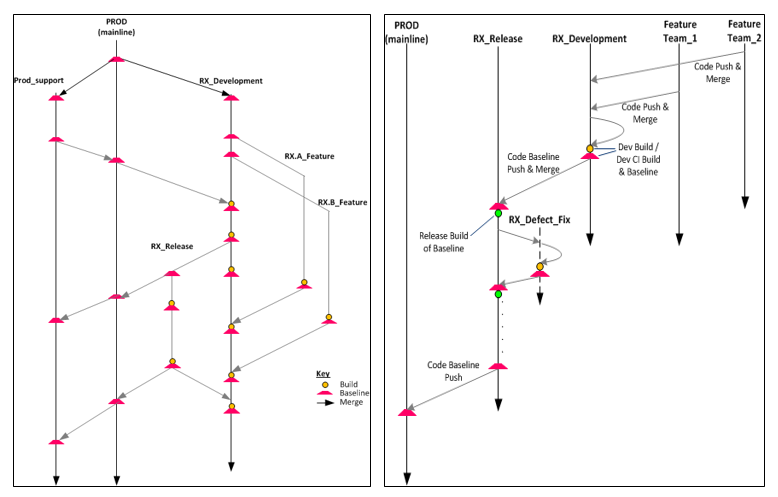 PROD
(mainline)
Prod_support
RX_Development
RX.A_Feature
RX.B_Feature
RX_Release
Key
Build
Baseline
Merge
PROD
(mainline)
RX_Release
RX_Development
Feature
Team_1
Feature
Team_2
Code Push &
Merge
Code Push &
Merge
Dev Build /
Dev CI Build
& Baseline
Code Baseline
Push & Merge
RX_Defect_Fix
Release Build
of Baseline
Code Baseline
Push